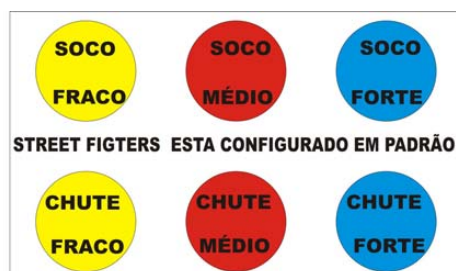 SOCO SOCO SOCO
FRACO MÉDIO FORTE
STREET FIGTERS ESTA CONFIGURADO EM PADRÃO
CHUTE CHUTE CHUTE
FRACO MÉDIO FORTE